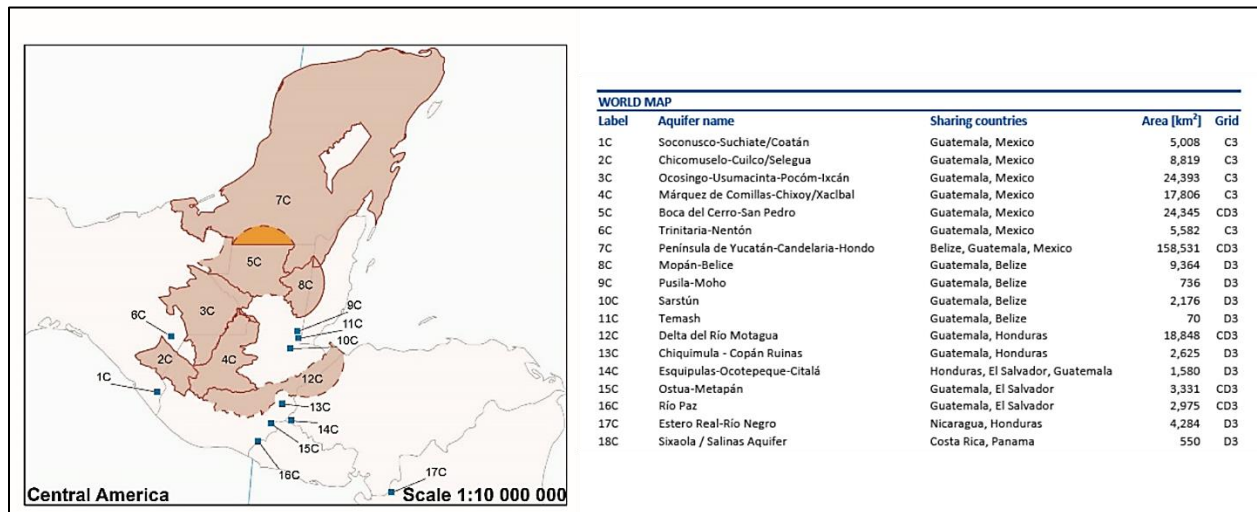 7C
5C
8C
9C
3C
11C
6C
10C
4C
2C
12C
1C
13C
14C
15C
16C
17C
Central America
Scale 1:10 000 000
WORLD MAP
Label Aquifer name Sharing countries Area [km²] Grid
1C Soconusco-Suchiate/Coatán Guatemala, Mexico 5,008 C3
2C Chicomuselo-Cuilco/Selegua Guatemala, Mexico 8,819 C3
3C Ocosingo-Usumacinta-Pocóm-Ixcán Guatemala, Mexico 24,393 C3
4C Márquez de Comillas-Chixoy/Xaclbal Guatemala, Mexico 17,806 C3
5C Boca del Cerro-San Pedro Guatemala, Mexico 24,345 CD3
6C Trinitaria-Nentón Guatemala, Mexico 5,582 C3
7C Península de Yucatán-Candelaria-Hondo Belize, Guatemala, Mexico 158,531 CD3
8C Mopán-Belice Guatemala, Belize 9,364 D3
9C Pusila-Moho Guatemala, Belize 736 D3
10C Sarstún Guatemala, Belize 2,176 D3
11C Temash Guatemala, Belize 70 D3
12C Delta del Río Motagua Guatemala, Honduras 18,848 CD3
13C Chiquimula - Copán Ruinas Guatemala, Honduras 2,625 D3
14C Esquipulas-Ocotepeque-Citalá Honduras, El Salvador, Guatemala 1,580 D3
15C Ostua-Metapán Guatemala, El Salvador 3,331 CD3
16C Río Paz Guatemala, El Salvador 2,975 CD3
17C Estero Real-Río Negro Nicaragua, Honduras 4,284 D3
18C Sixaola / Salinas Aquifer Costa Rica, Panama 550 D3